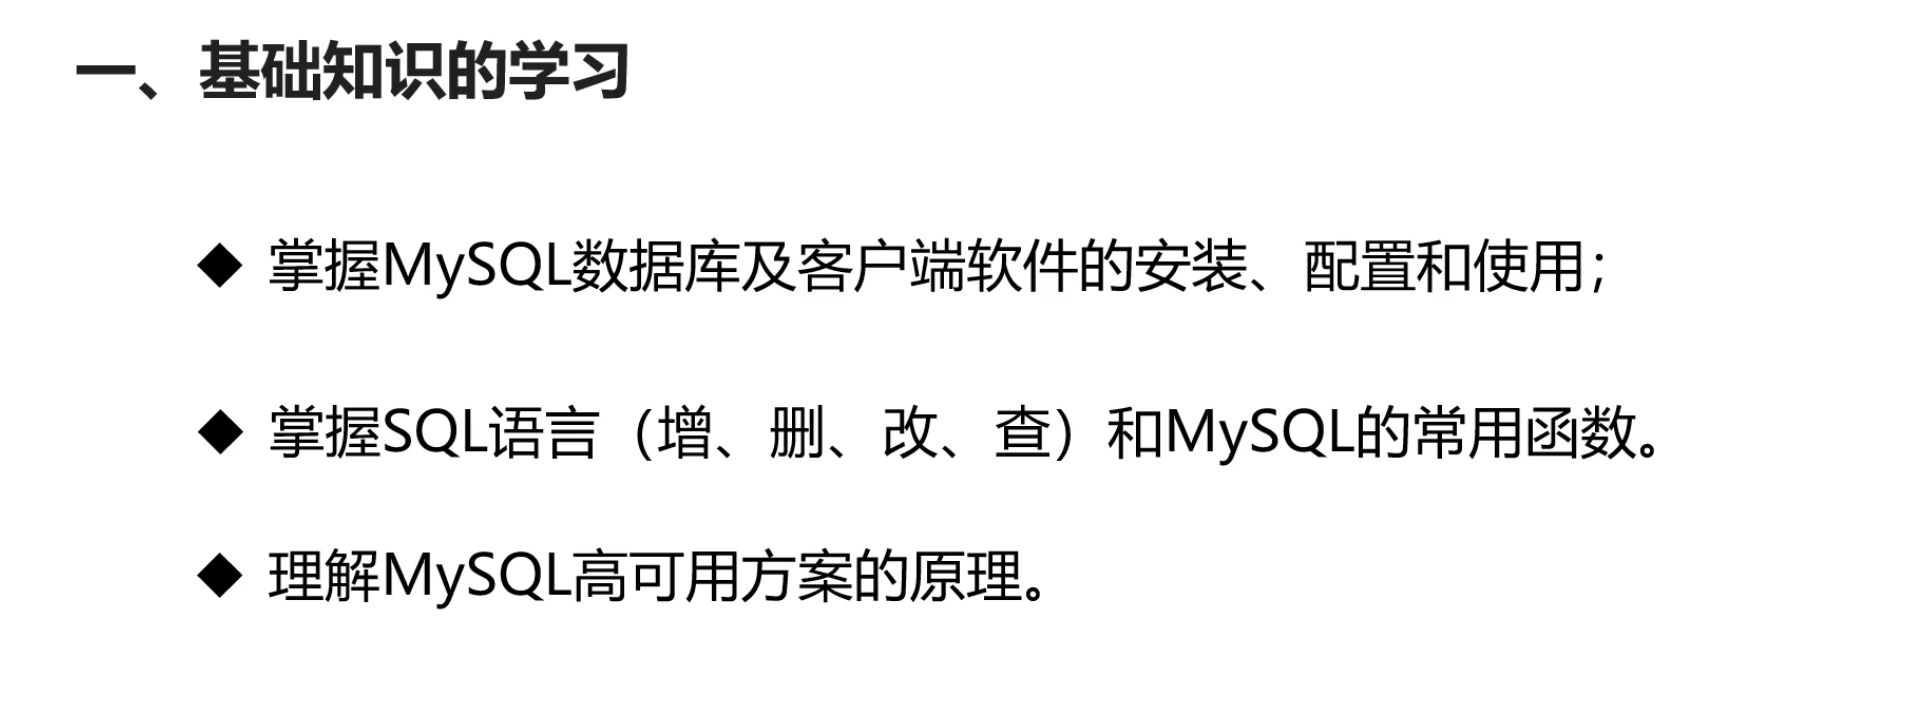 一、基础知识的学习
◆ 掌握MySQL数据库及客户端软件的安装、配置和使用；
◆ 掌握SQL语言（增、删、改、查）和MySQL的常用函数。
◆ 理解MySQL高可用方案的原理。